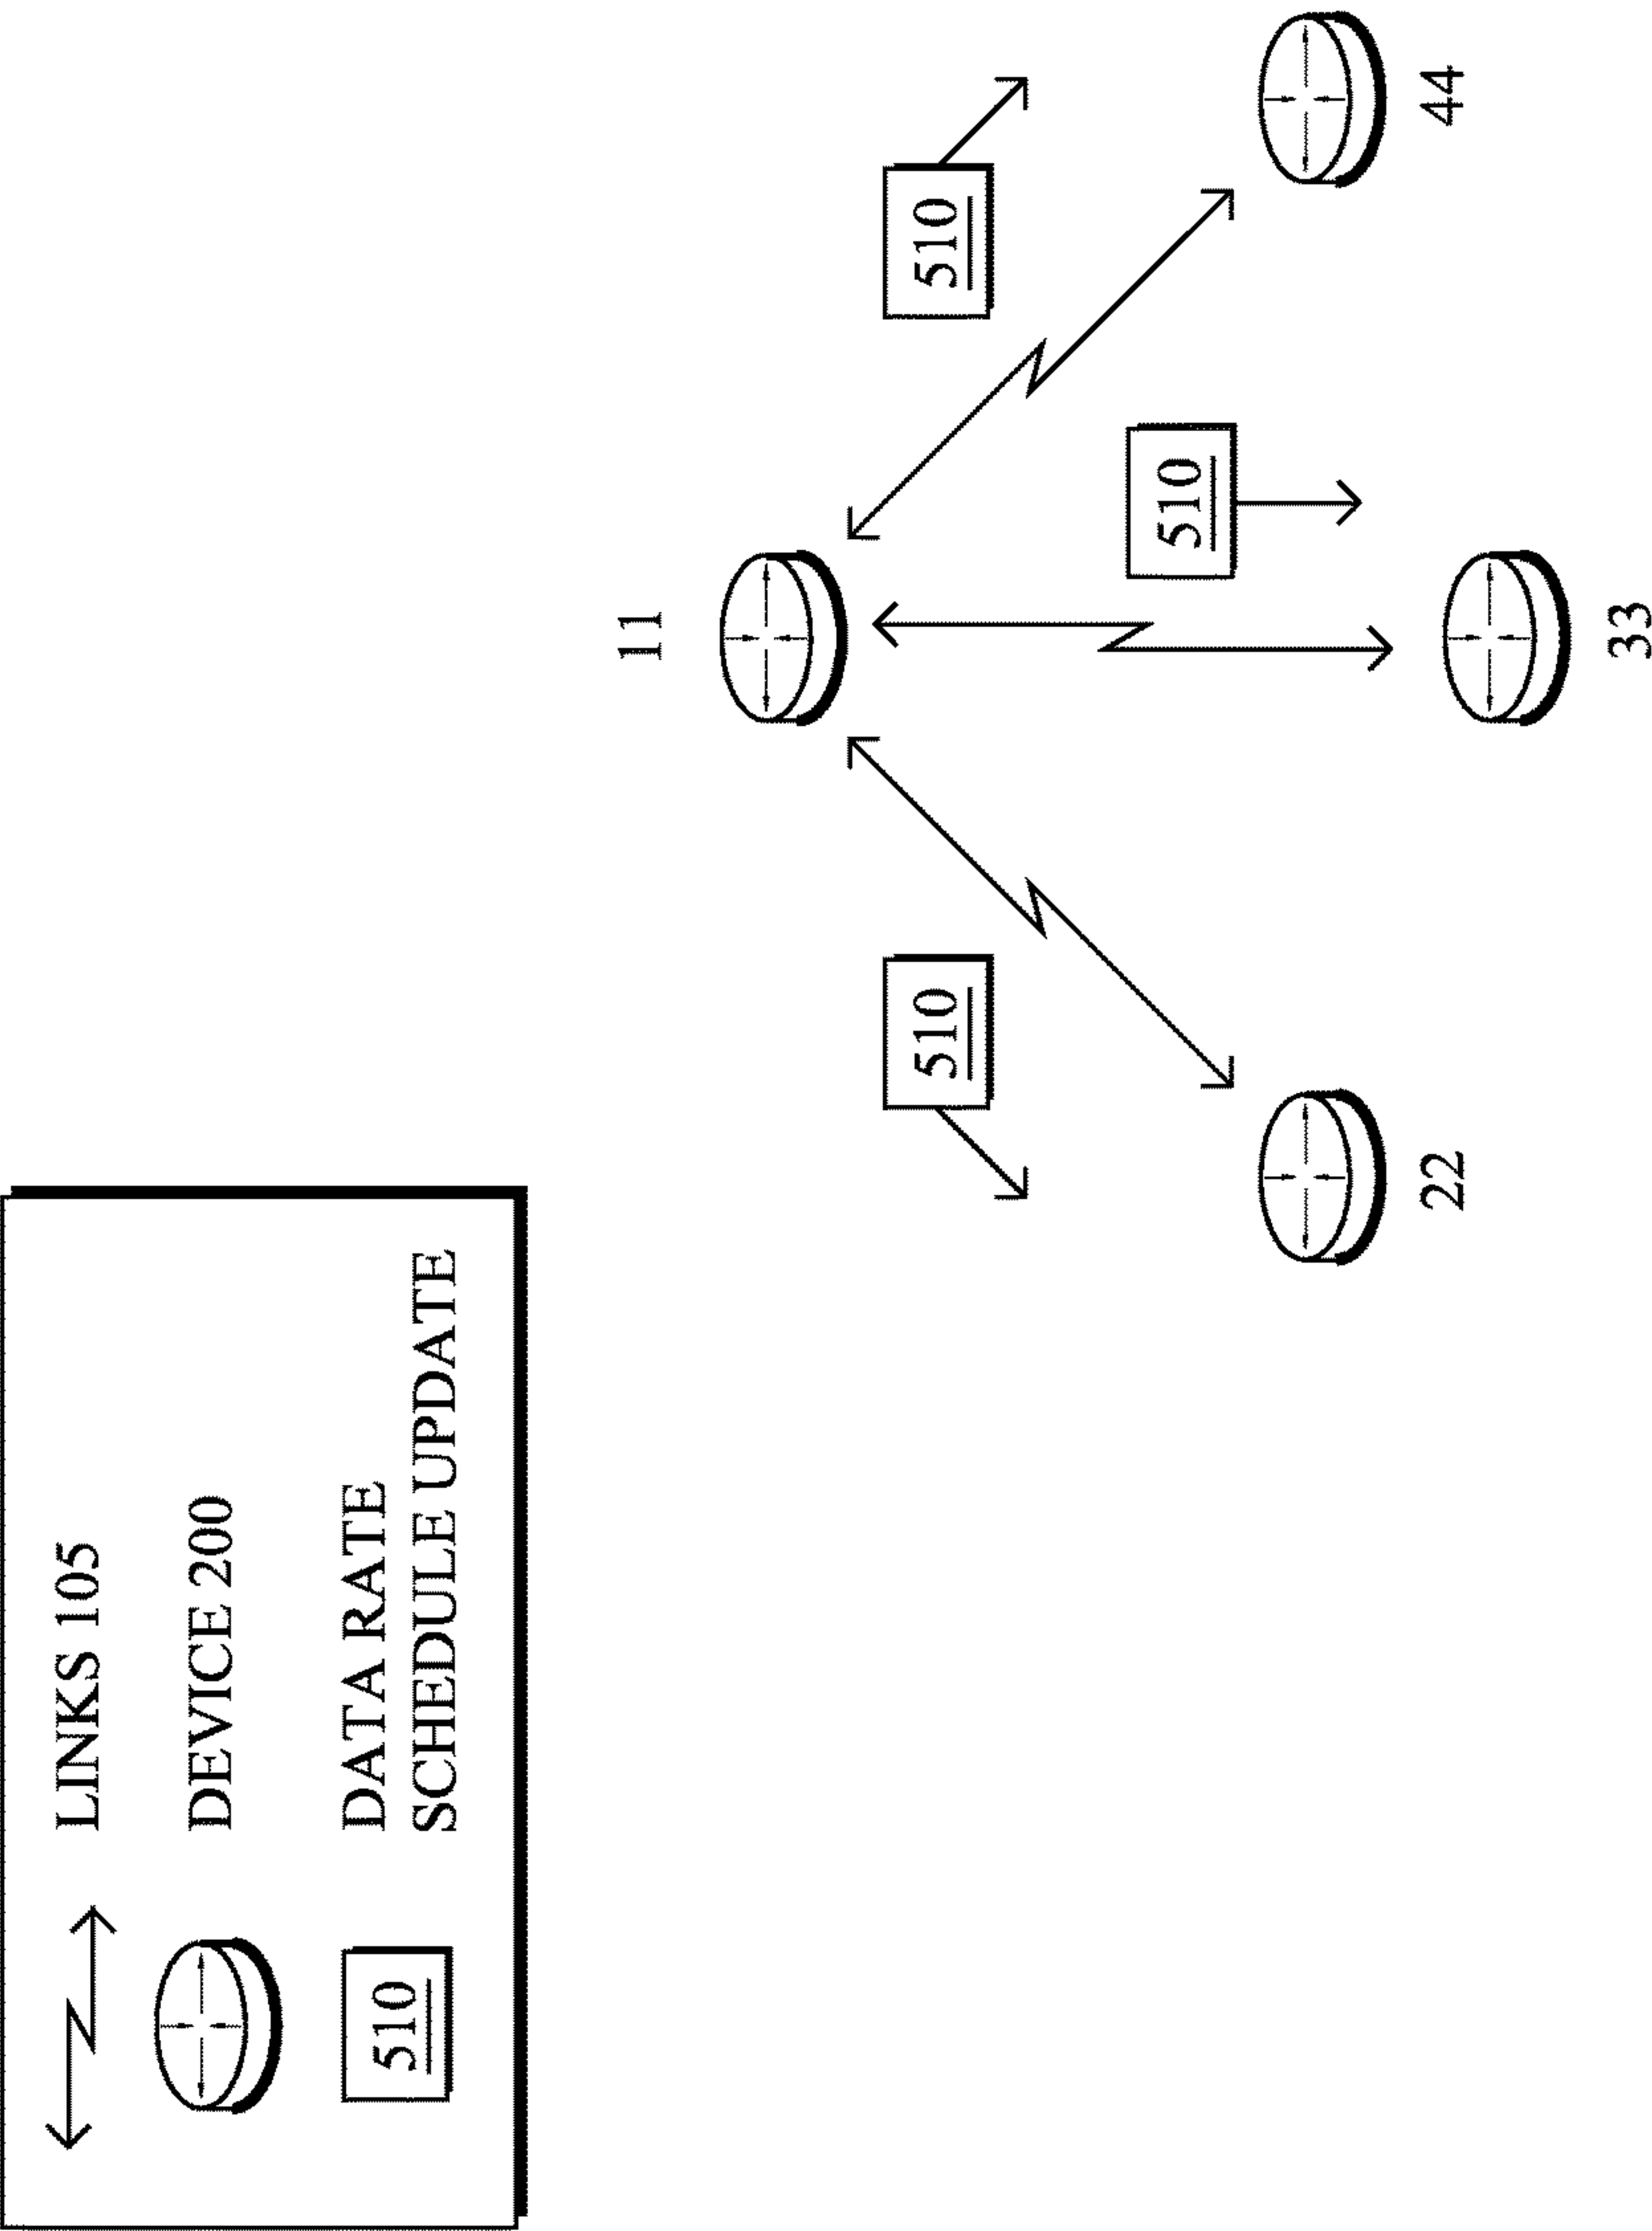 LINKS 105
DEVICE 200
510
DATA RATE
SCHEDULE UPDATE
11
510
510
510
22
33
44